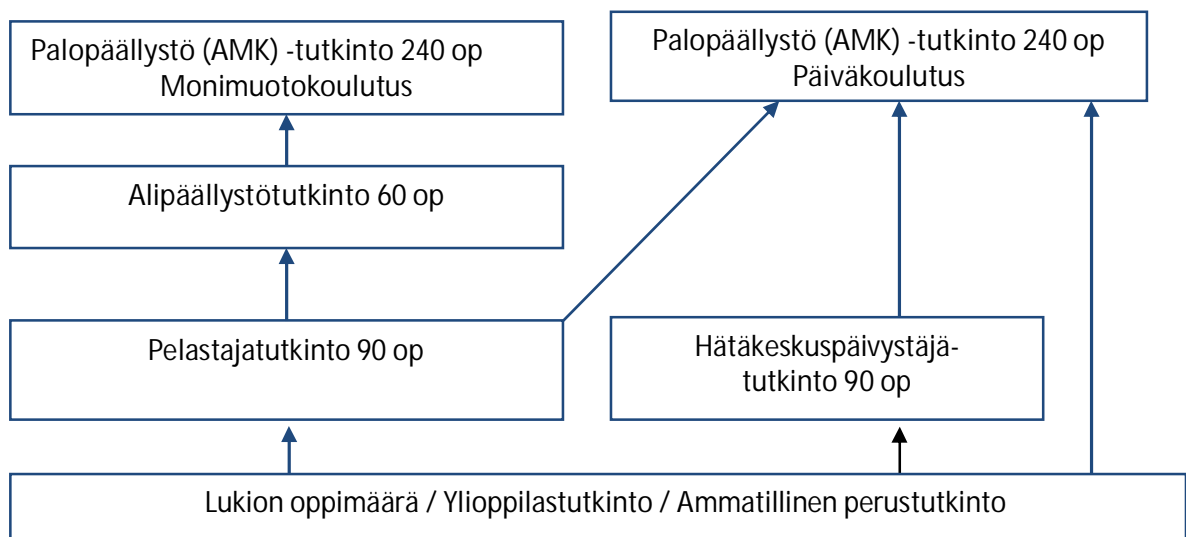 Palopäällystö (AMK) -tutkinto 240 op
Monimuotokoulutus
Palopäällystö (AMK) -tutkinto 240 op
Päiväkoulutus
Alipäällystötutkinto 60 op
Pelastajatutkinto 90 op
Hätäkeskuspäivystäjä-
tutkinto 90 op
Lukion oppimäärä / Ylioppilastutkinto / Ammatillinen perustutkinto